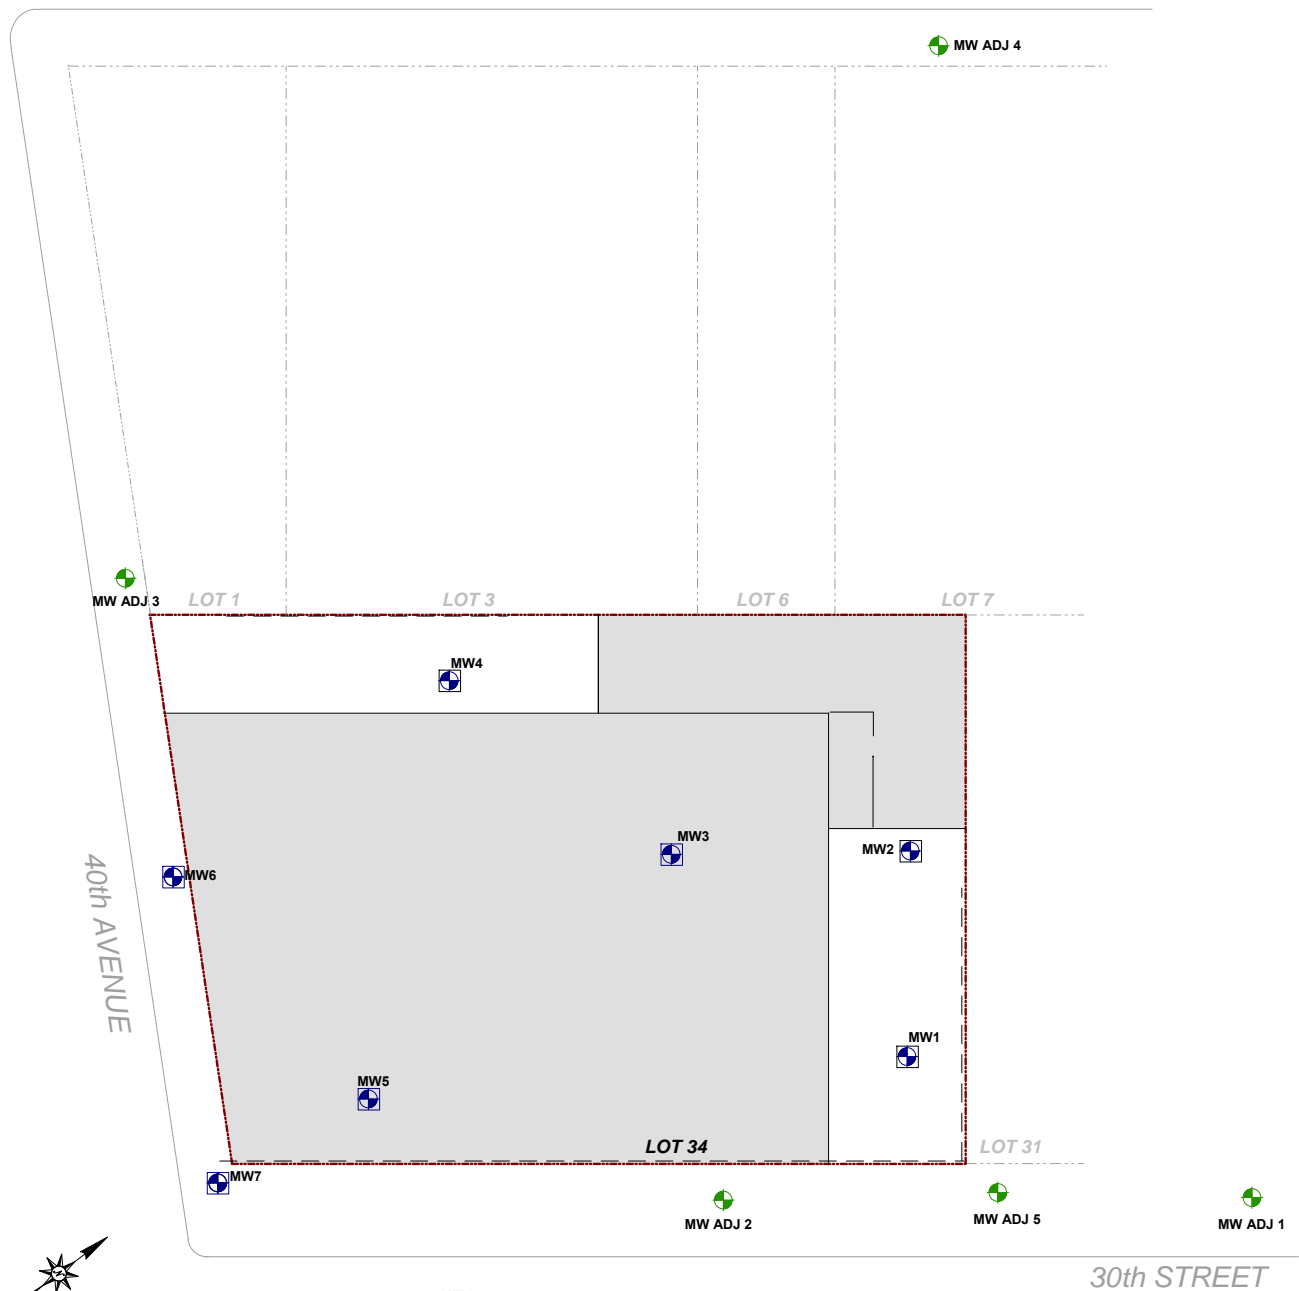 MW ADJ 4
MW ADJ 3
LOT 1
LOT 3
LOT 6
LOT 7
MW4
MW3
MW2
MW6
40th AVENUE
MW1
MW5
LOT 34
LOT 31
MW7
MW ADJ 2
MW ADJ 5
MW ADJ 1
30th STREET